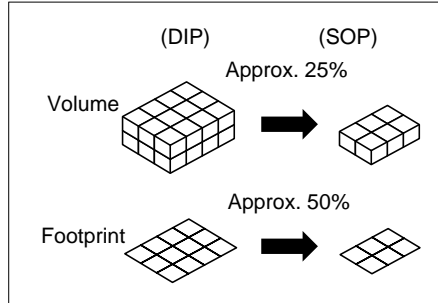 (DIP) (SOP)
Approx. 25%
Volume
Approx. 50%
Footprint